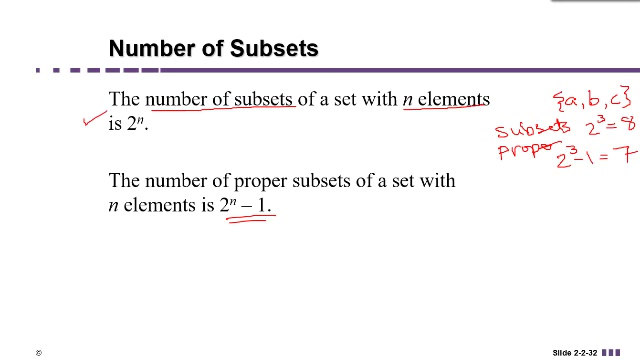 Number of Subsets
The number of subsets of a set with n elements
is 2ⁿ.
The number of proper subsets of a set with
n elements is 2ⁿ – 1.
{a, b, c}
subsets 2³ = 8
proper 2³ – 1 = 7
©
Slide 2-2-32